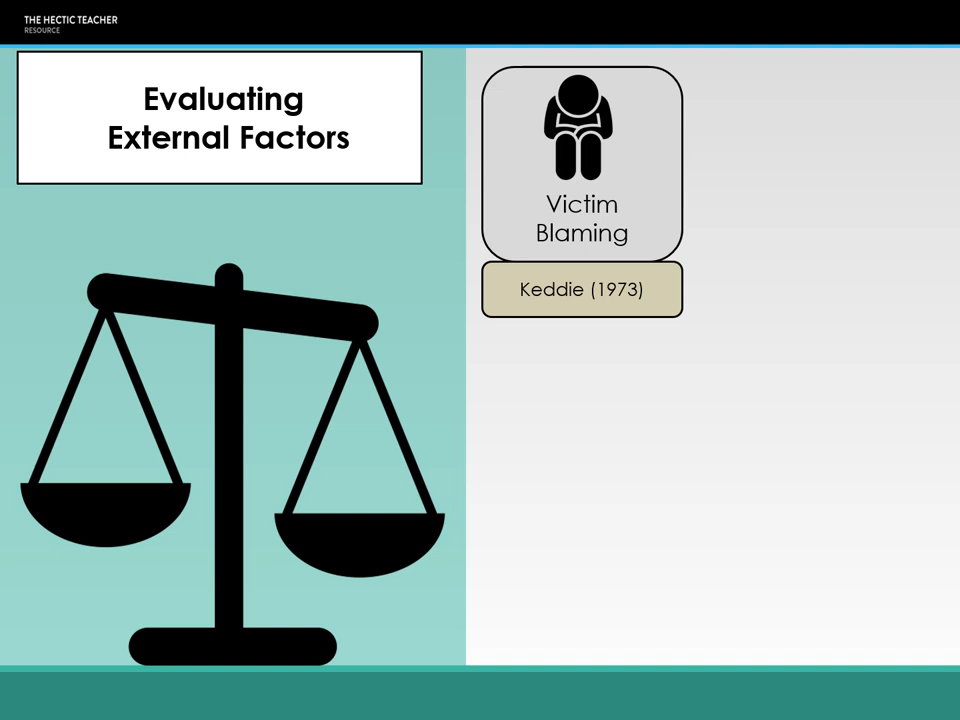 THE HECTIC TEACHER
RESOURCE
Evaluating
External Factors
Victim
Blaming
Keddie (1973)